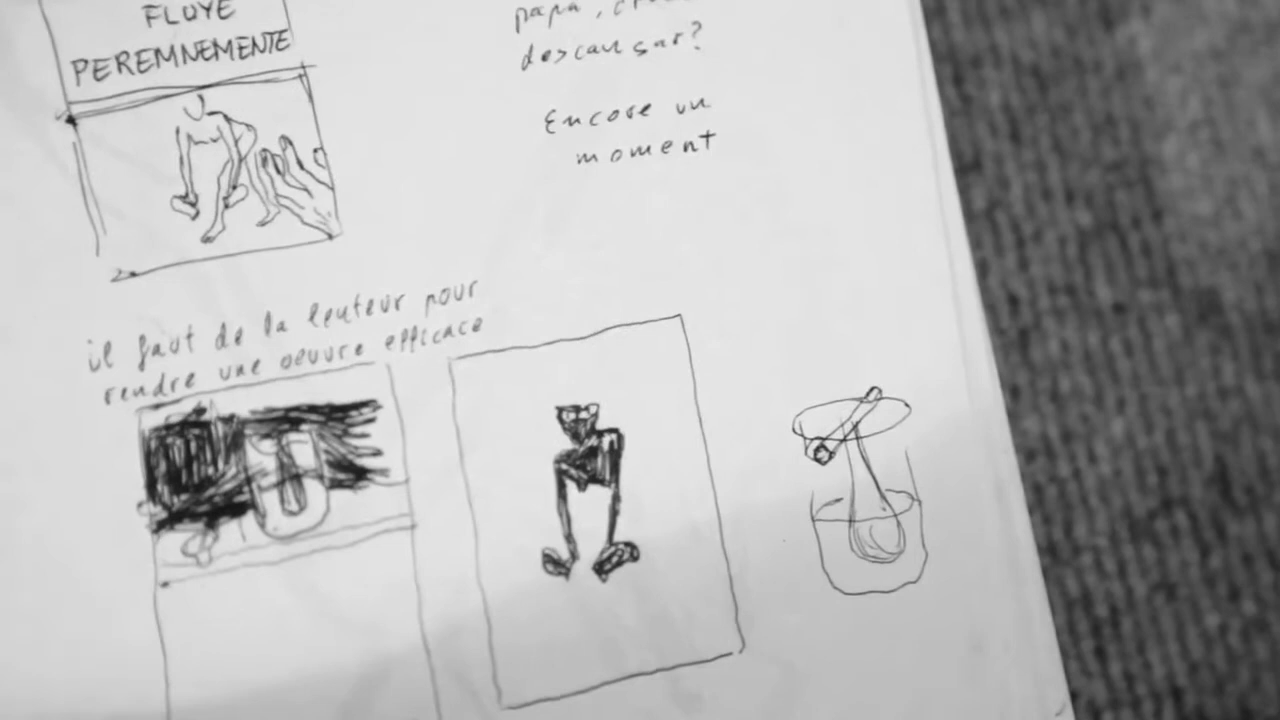 FLUYE
PEREMNEMENTE
papa,
descansar?
Encore un
moment
il faut de la lenteur pour
rendre une oeuvre efficace